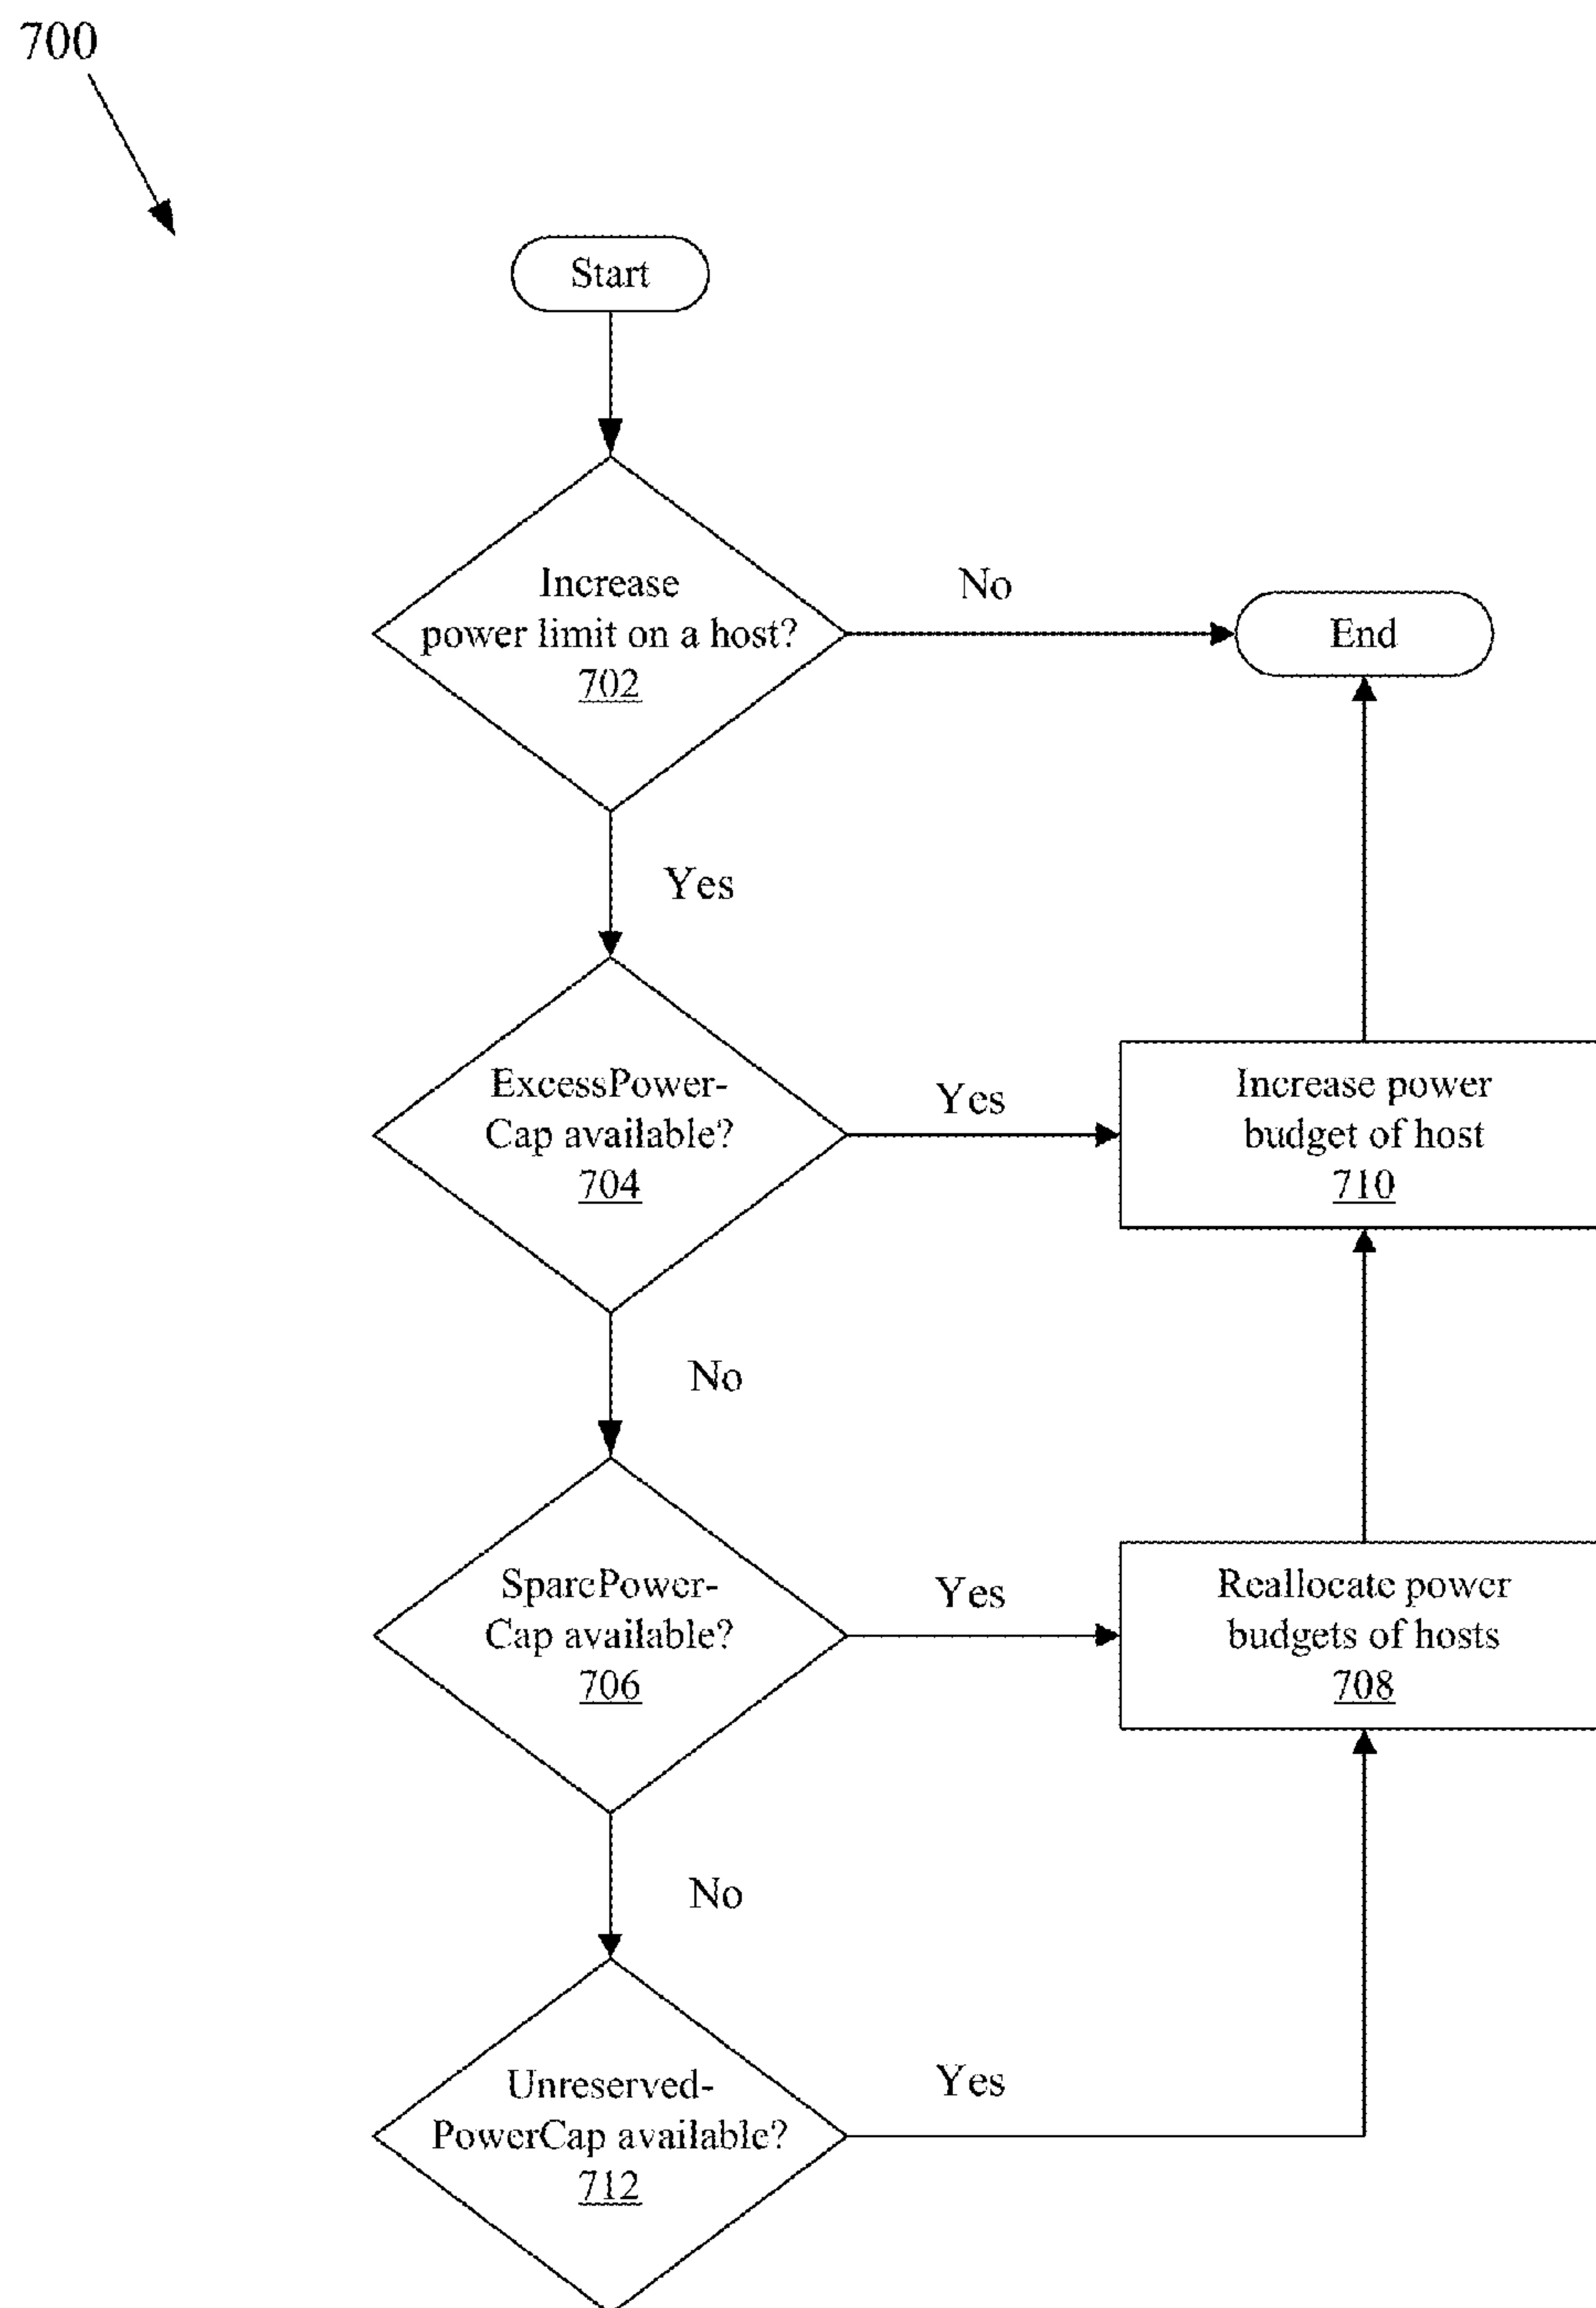 700
Start
Increase
power limit on a host?
702
No
End
Yes
ExcessPower-
Cap available?
704
Yes
Increase power
budget of host
710
No
SparePower-
Cap available?
706
Yes
Reallocate power
budgets of hosts
708
No
Unreserved-
PowerCap available?
712
Yes